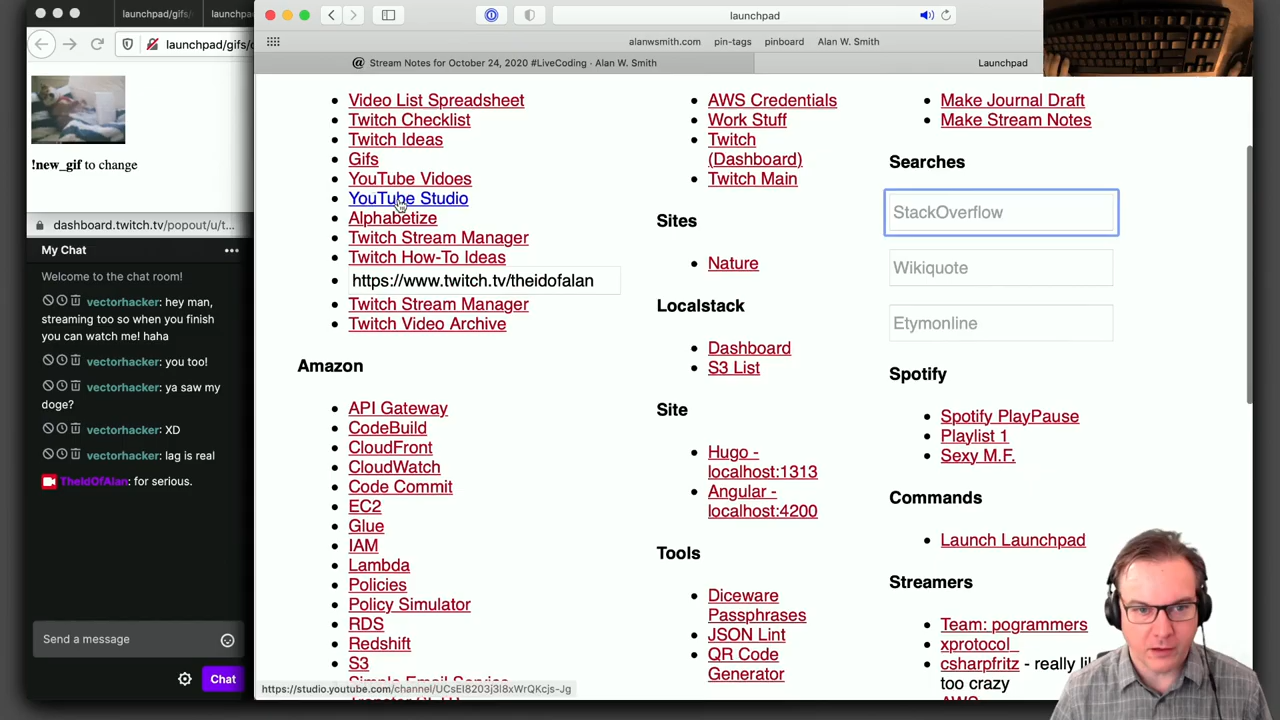 launchpad/gifs/
launchpad/gifs
launchpad/gifs/c
!new_gif to change
dashboard.twitch.tv/popout/u/t...
My Chat
Welcome to the chat room!
vectorhacker: hey man,
streaming too so when you finish
you can watch me! haha
vectorhacker: you too!
vectorhacker: ya saw my
doge?
vectorhacker: XD
vectorhacker: lag is real
TheIdOfAlan: for serious.
Send a message
Chat
launchpad
alanwsmith.com
pin-tags
pinboard
Alan W. Smith
@ Stream Notes for October 24, 2020 #LiveCoding · Alan W. Smith
Launchpad
Video List Spreadsheet
Twitch Checklist
Twitch Ideas
Gifs
YouTube Vidoes
YouTube Studio
Alphabetize
Twitch Stream Manager
Twitch How-To Ideas
https://www.twitch.tv/theidofalan
Twitch Stream Manager
Twitch Video Archive
Amazon
API Gateway
CodeBuild
CloudFront
CloudWatch
Code Commit
EC2
Glue
IAM
Lambda
Policies
Policy Simulator
RDS
Redshift
S3
Simple Email Service
AWS Credentials
Work Stuff
Twitch
(Dashboard)
Twitch Main
Sites
Nature
Localstack
Dashboard
S3 List
Site
Hugo -
localhost:1313
Angular -
localhost:4200
Tools
Diceware
Passphrases
JSON Lint
QR Code
Generator
Make Journal Draft
Make Stream Notes
Searches
StackOverflow
Wikiquote
Etymonline
Spotify
Spotify PlayPause
Playlist 1
Sexy M.F.
Commands
Launch Launchpad
Streamers
Team: pogrammers
xprotocol_
csharpfritz - really li
too crazy
AWS